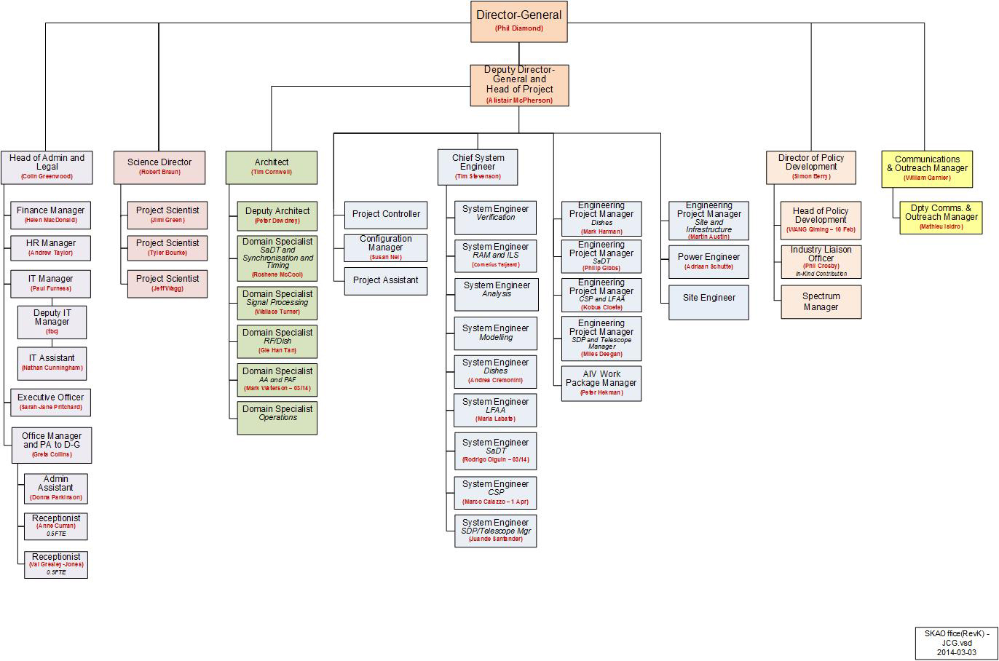 Director-General
(Phil Diamond)
Deputy Director-
General and
Head of Project
(Alistair McPherson)
Head of Admin and
Legal
(Colin Greenwood)
Finance Manager
(Helen MacDonald)
HR Manager
(Andrew Taylor)
IT Manager
(Paul Furness)
Deputy IT
Manager
(tbc)
IT Assistant
(Nathan Cunningham)
Executive Officer
(Sarah-Jane Pritchard)
Office Manager
and PA to D-G
(Greta Collins)
Admin
Assistant
(Donna Parkinson)
Receptionist
(Anne Curran)
0.5FTE
Receptionist
(Val Gresley-Jones)
0.5FTE
Science Director
(Robert Braun)
Project Scientist
(Jimi Green)
Project Scientist
(Tyler Bourke)
Project Scientist
(Jeff Wagg)
Architect
(Tim Cornwell)
Deputy Architect
(Peter Dewdney)
Domain Specialist
SaDT and
Synchronisation and
Timing
(Roshene McCool)
Domain Specialist
Signal Processing
(Wallace Turner)
Domain Specialist
RF/Dish
(Gie Han Tan)
Domain Specialist
AA and PAF
(Mark Waterson – 03/14)
Domain Specialist
Operations
Project Controller
Configuration
Manager
(Susan Nel)
Project Assistant
Chief System
Engineer
(Tim Stevenson)
System Engineer
Verification
System Engineer
RAM and ILS
(Cornelius Taljaard)
System Engineer
Analysis
System Engineer
Modelling
System Engineer
Dishes
(Andrea Cremonini)
System Engineer
LFAA
(Maria Labate)
System Engineer
SaDT
(Rodrigo Olguin – 03/14)
System Engineer
CSP
(Marco Caiazzo – 1 Apr)
System Engineer
SDP/Telescope Mgr
(Juande Santander)
Engineering
Project Manager
Dishes
(Mark Harman)
Engineering
Project Manager
SaDT
(Philip Gibbs)
Engineering
Project Manager
CSP and LFAA
(Kobus Cloete)
Engineering
Project Manager
SDP and Telescope
Manager
(Miles Deegan)
AIV Work
Package Manager
(Peter Hekman)
Engineering
Project Manager
Site and
Infrastructure
(Martin Austin)
Power Engineer
(Adriaan Schutte)
Site Engineer
Director of Policy
Development
(Simon Berry)
Head of Policy
Development
(WANG Qiming – 10 Feb)
Industry Liaison
Officer
(Phil Crosby)
In-Kind Contribution
Spectrum
Manager
Communications
& Outreach Manager
(William Garnier)
Dpty Comms. &
Outreach Manager
(Mathieu Isidro)
SKAOffice(RevK) -
JCG.vsd
2014-03-03